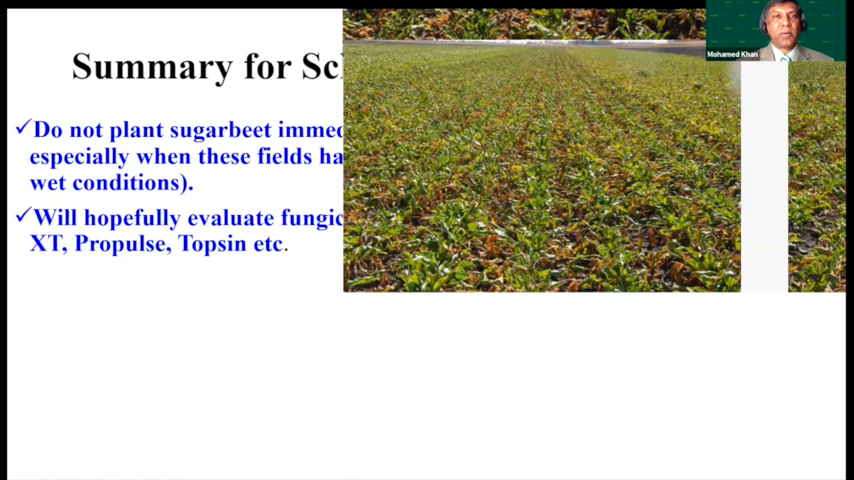 Summary for Scl
Mohamed Khan
✓Do not plant sugarbeet immed
especially when these fields ha
wet conditions).
✓Will hopefully evaluate fungic
XT, Propulse, Topsin etc.